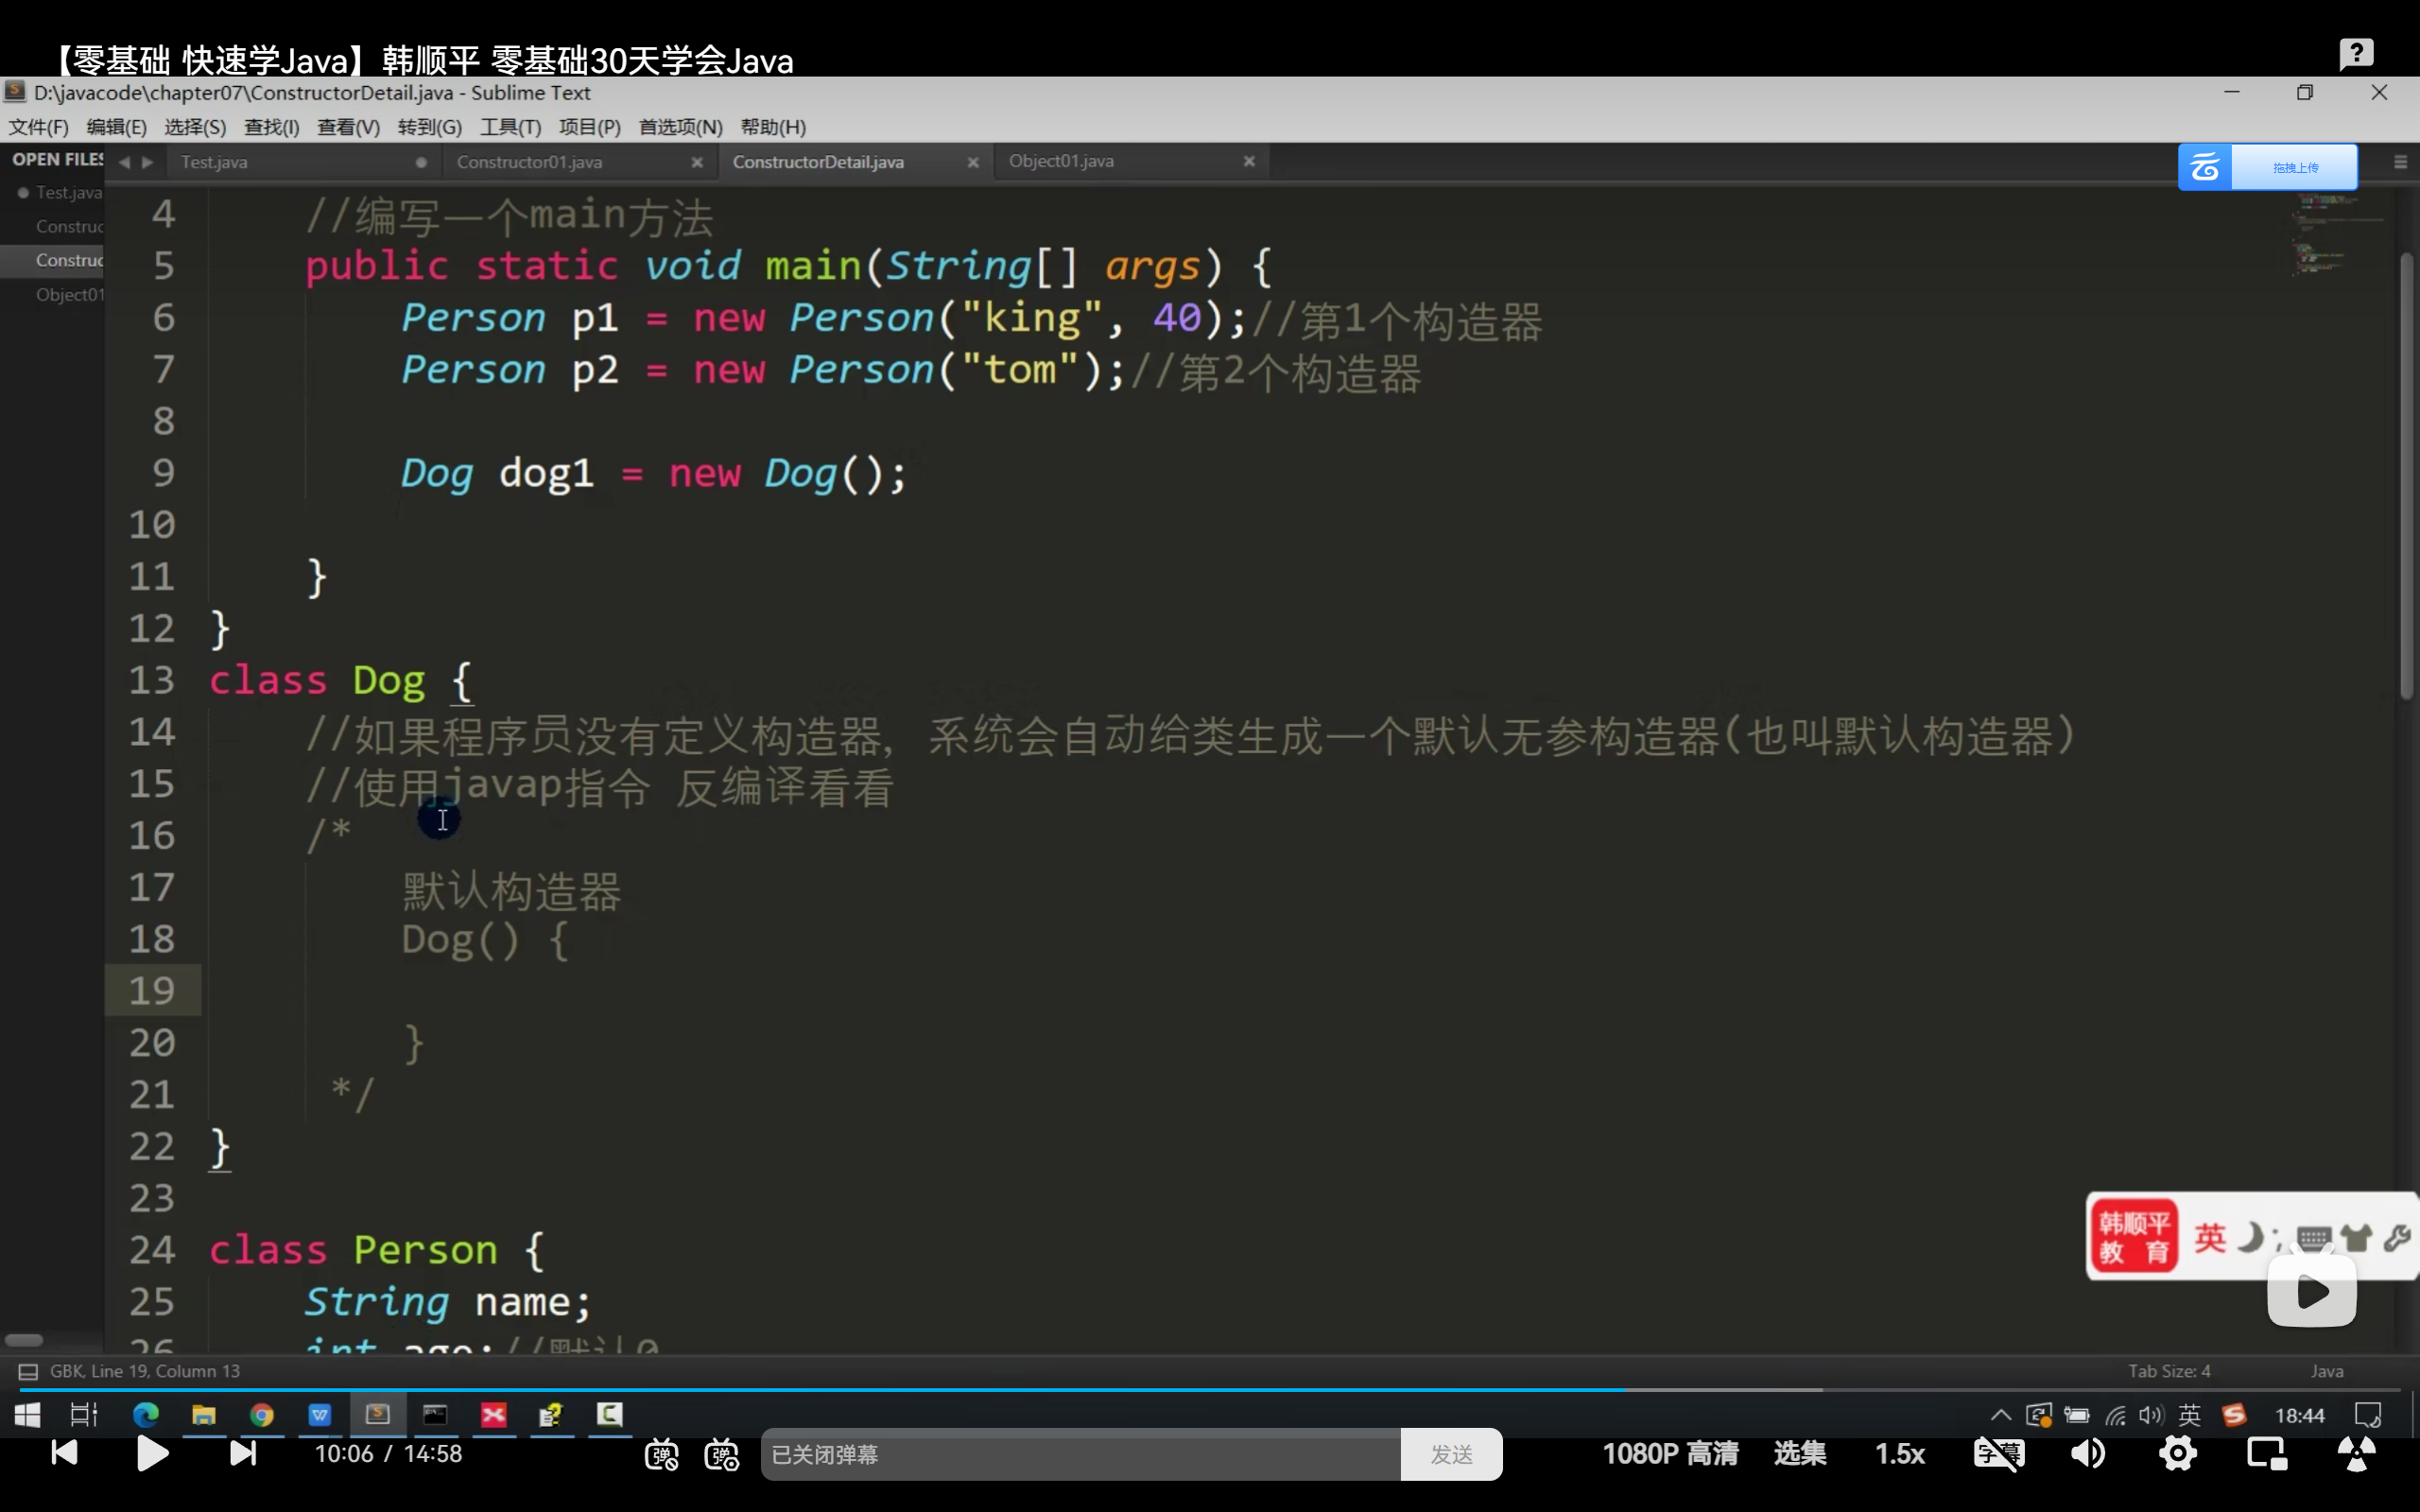 【零基础 快速学Java】韩顺平 零基础30天学会Java
D:\javacode\chapter07\ConstructorDetail.java - Sublime Text
文件(F) 编辑(E) 选择(S) 查找(I) 查看(V) 转到(G) 工具(T) 项目(P) 首选项(N) 帮助(H)
OPEN FILES
Test.java Constructor01.java ConstructorDetail.java Object01.java
拖拽上传
Test.java
Construc
Construc
Object01
4 //编写一个main方法
5 public static void main(String[] args) {
6 Person p1 = new Person("king", 40);//第1个构造器
7 Person p2 = new Person("tom");//第2个构造器
8
9 Dog dog1 = new Dog();
10
11 }
12 }
13 class Dog {
14 //如果程序员没有定义构造器, 系统会自动给类生成一个默认无参构造器(也叫默认构造器)
15 //使用javap指令 反编译看看
16 /*
17 默认构造器
18 Dog() {
19
20 }
21 */
22 }
23
24 class Person {
25 String name;
26 int age;//默认0
韩顺平
教 育
英
GBK, Line 19, Column 13
Tab Size: 4 Java
英 18:44
10:06 / 14:58
弹 弹
已关闭弹幕
发送
1080P 高清 选集 1.5x 字幕